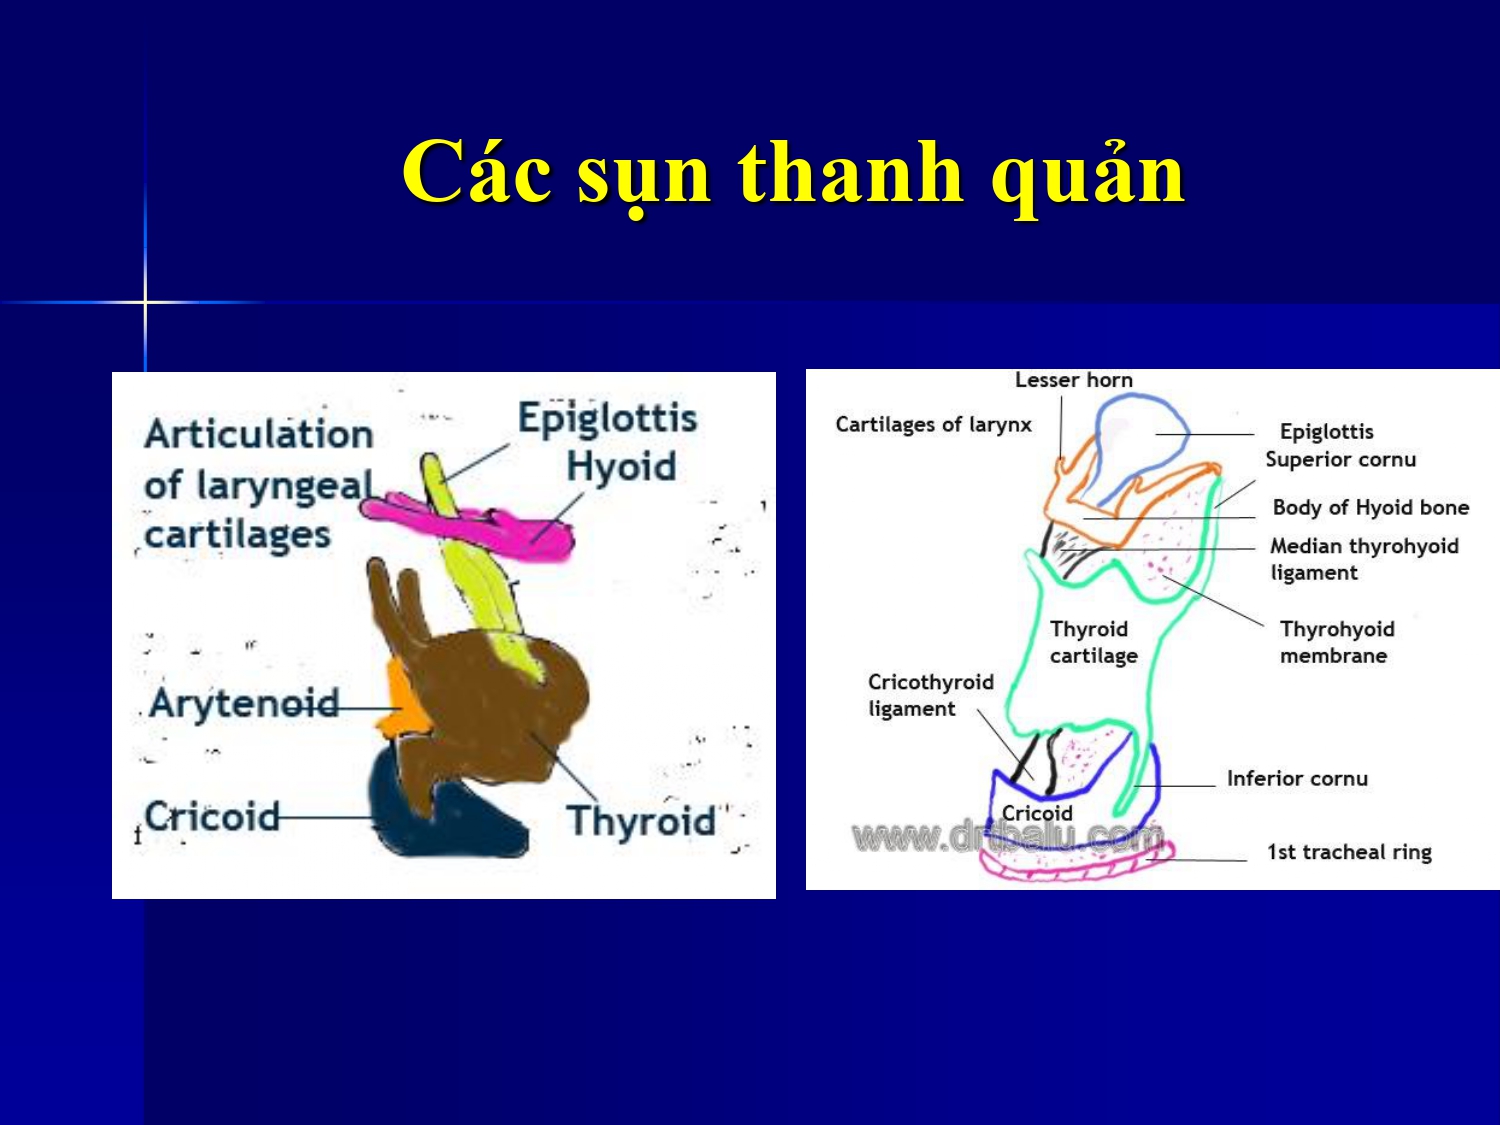 Các sụn thanh quản
Articulation
of laryngeal
cartilages
Epiglottis
Hyoid
Arytenoid
Cricoid
Thyroid
Lesser horn
Cartilages of larynx
Epiglottis
Superior cornu
Body of Hyoid bone
Median thyrohyoid
ligament
Thyroid
cartilage
Thyrohyoid
membrane
Cricothyroid
ligament
Inferior cornu
Cricoid
www.drtbalu.com
1st tracheal ring